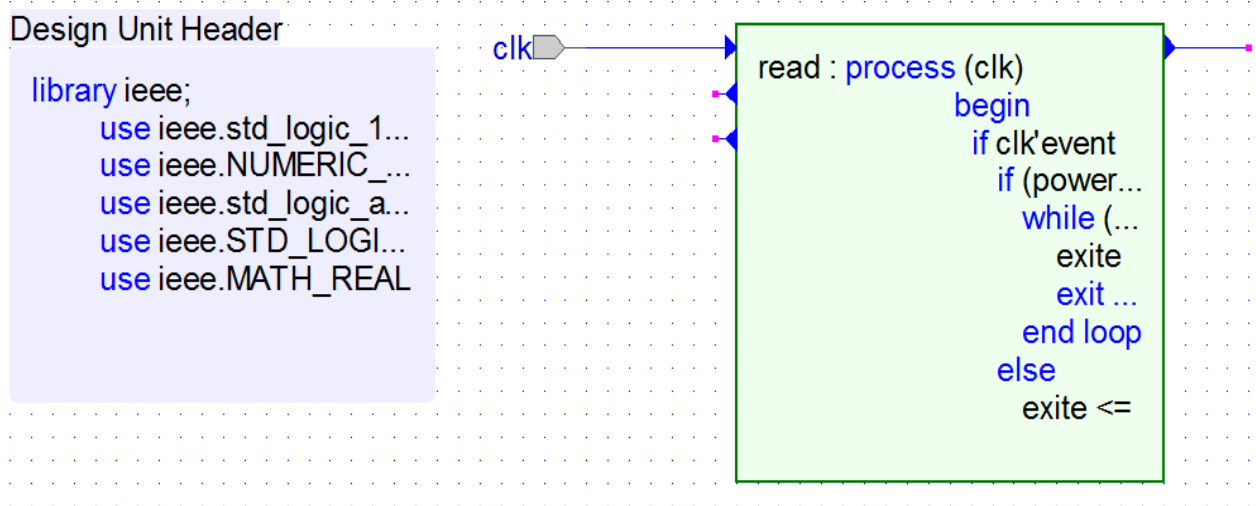 Design Unit Header
library ieee;
use ieee.std_logic_1...
use ieee.NUMERIC_...
use ieee.std_logic_a...
use ieee.STD_LOGI...
use ieee.MATH_REAL
clk
read : process (clk)
begin
if clk'event
if (power...
while (...
exite
exit ...
end loop
else
exite <=